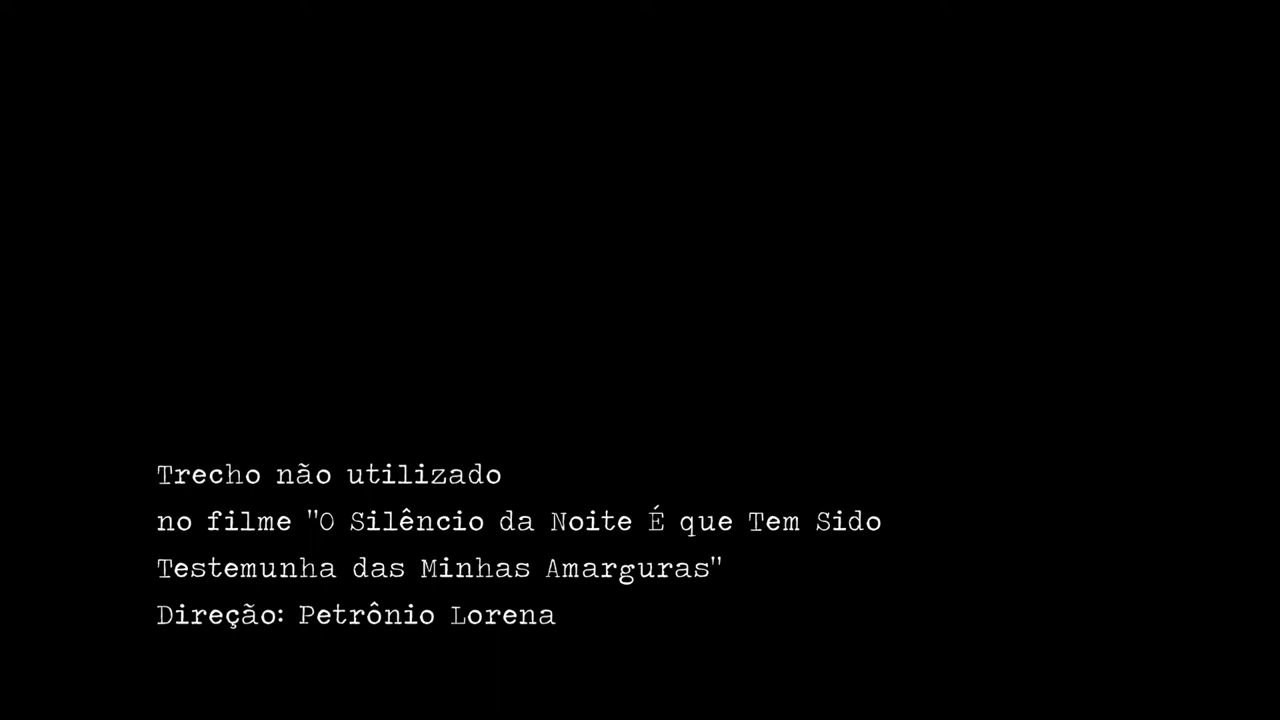 Trecho não utilizado
no filme "O Silêncio da Noite É que Tem Sido
Testemunha das Minhas Amarguras"
Direção: Petrônio Lorena